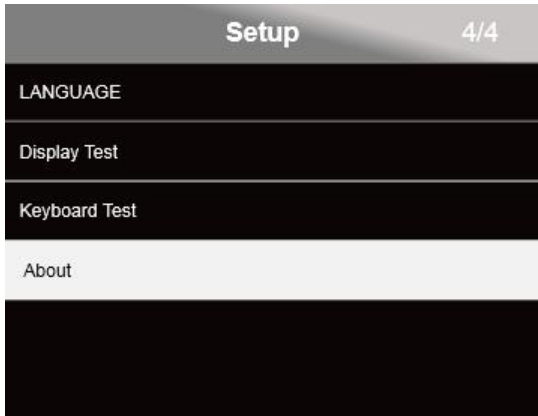 Setup 4/4
LANGUAGE
Display Test
Keyboard Test
About